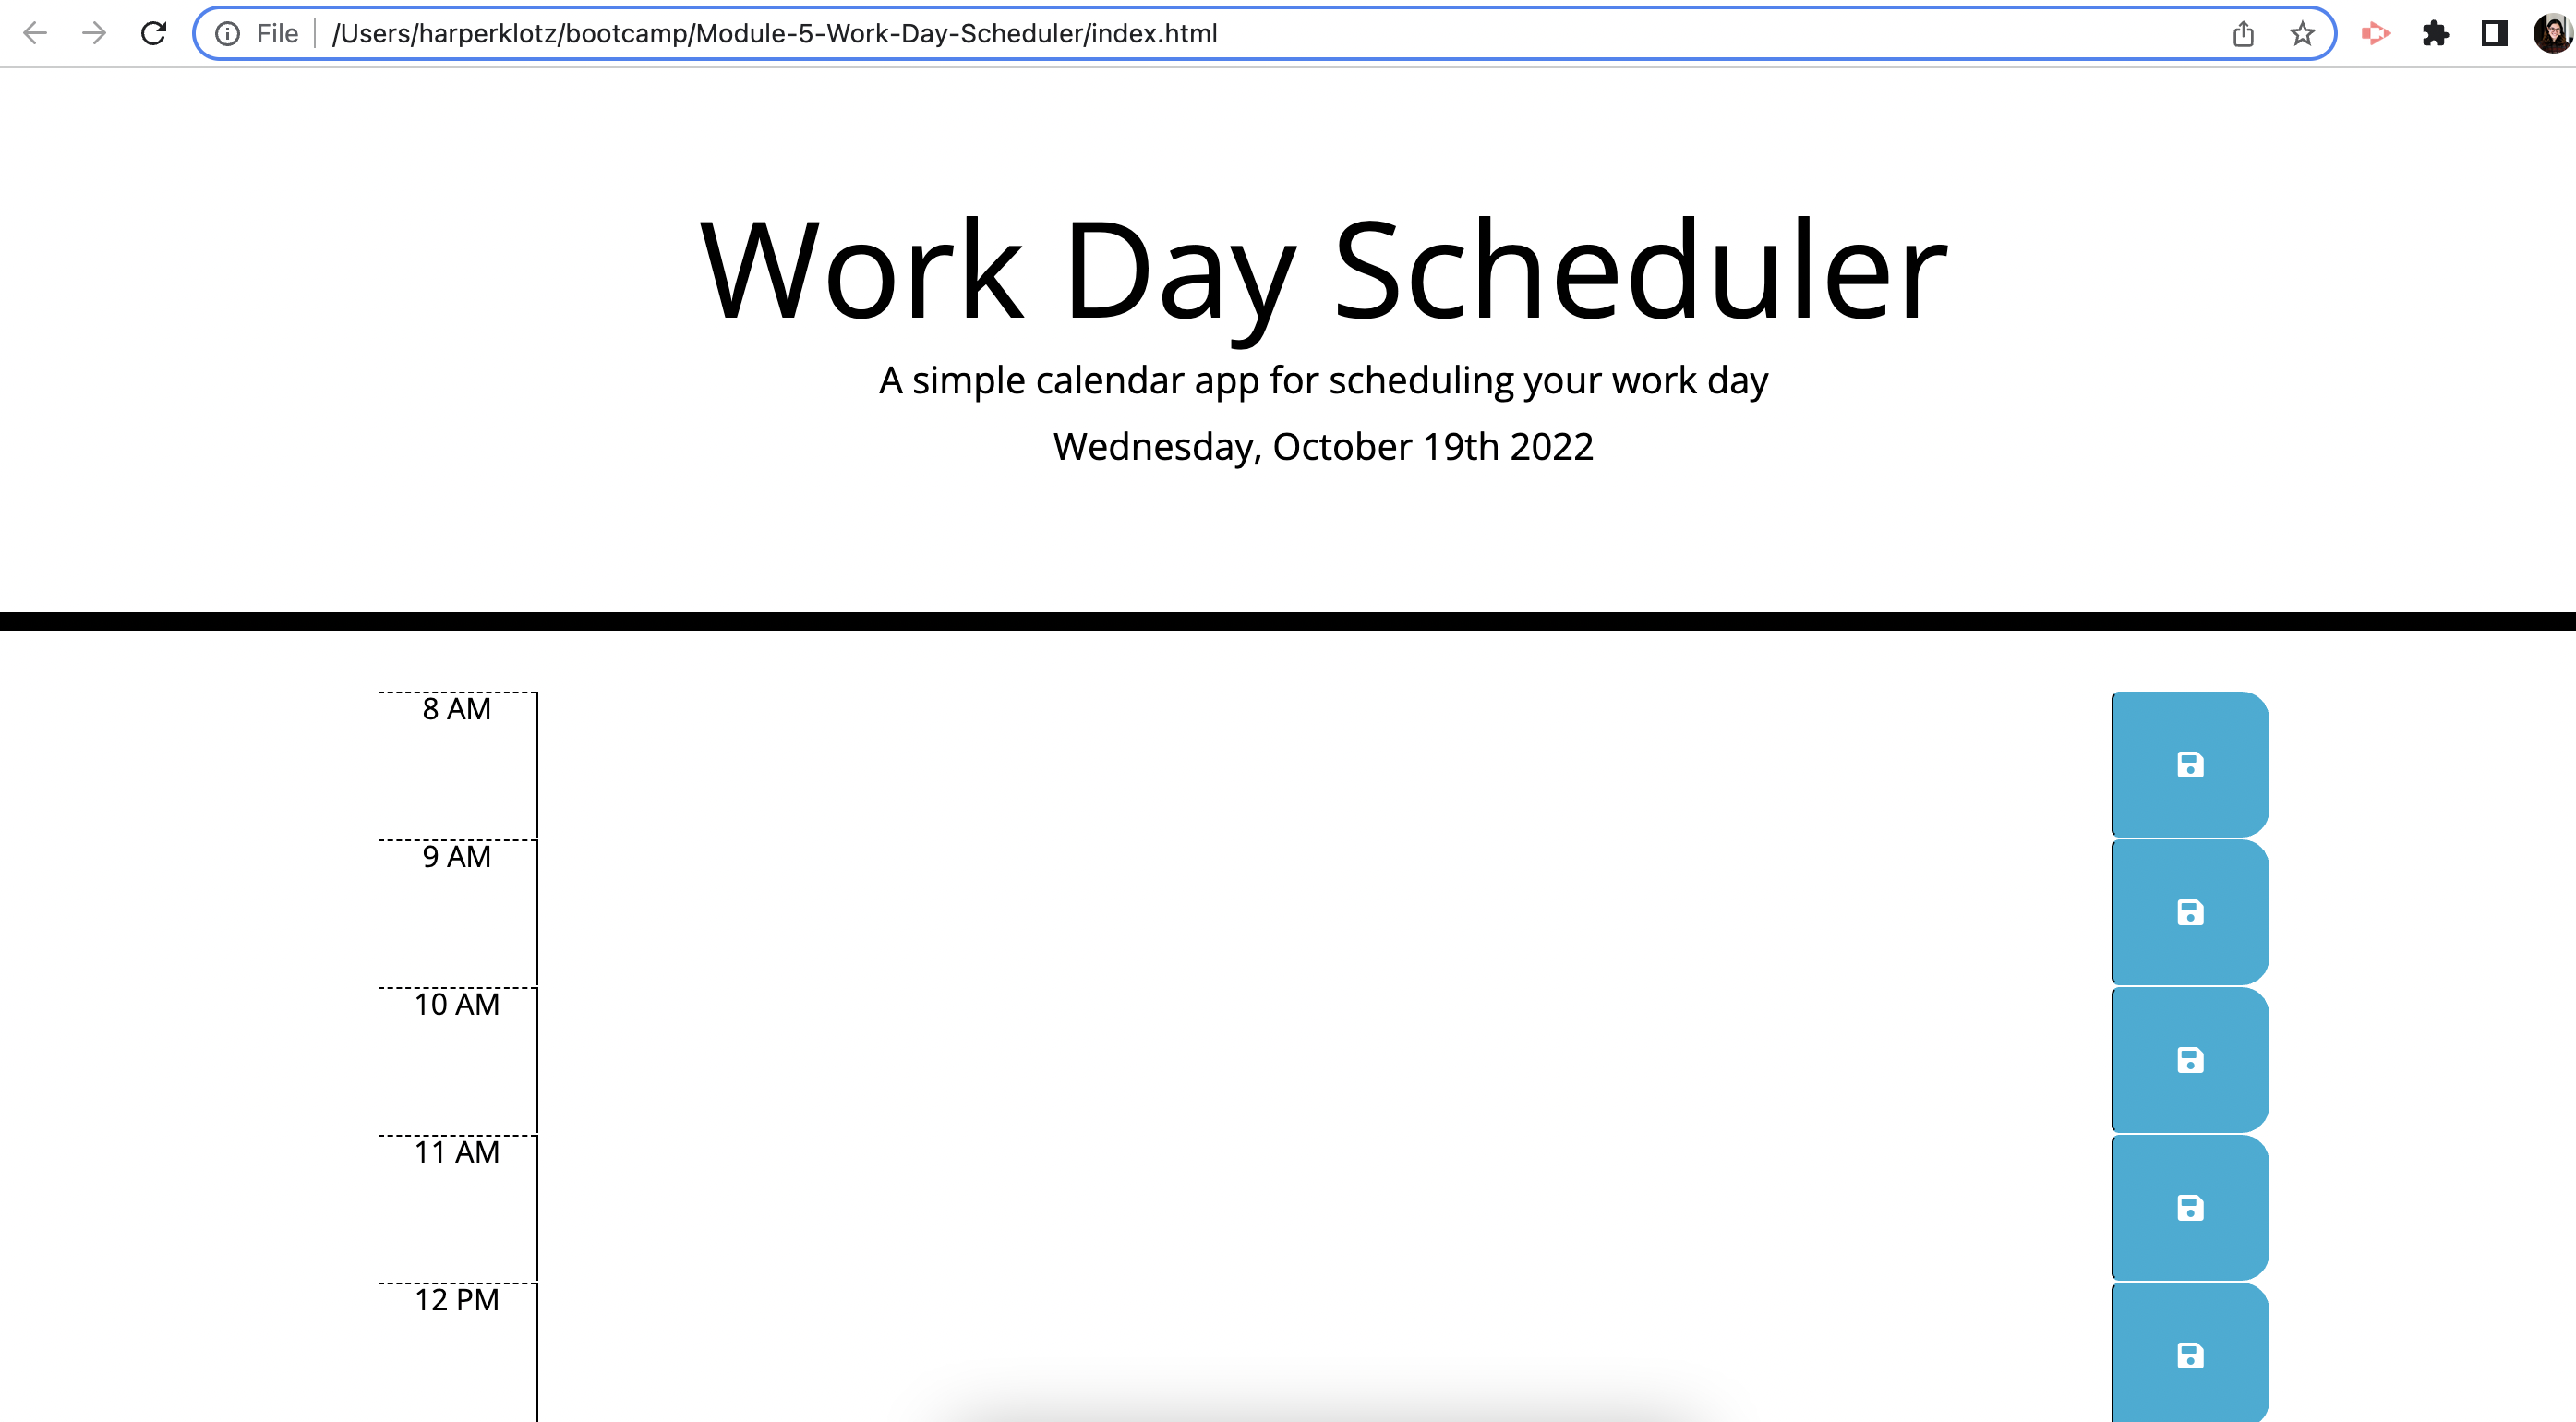 File /Users/harperklotz/bootcamp/Module-5-Work-Day-Scheduler/index.html
Work Day Scheduler
A simple calendar app for scheduling your work day
Wednesday, October 19th 2022
8 AM
9 AM
10 AM
11 AM
12 PM